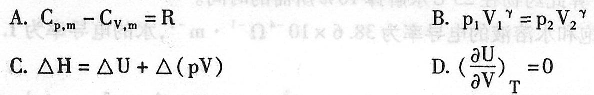 A. C_{p,m} − C_{V,m} = R
B. p₁V₁^γ = p₂V₂^γ
C. △H = △U + △(pV)
D. (∂U/∂V)_T = 0